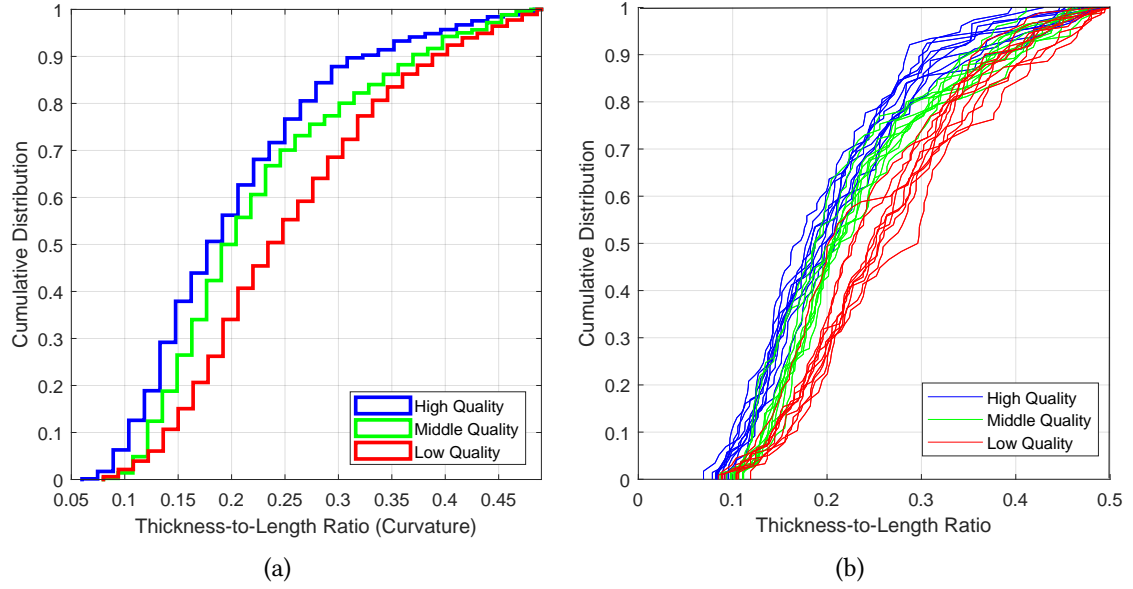 1
0.9
0.8
0.7
0.6
0.5
0.4
0.3
0.2
0.1
0
Cumulative Distribution
High Quality
Middle Quality
Low Quality
0.05 0.1 0.15 0.2 0.25 0.3 0.35 0.4 0.45
Thickness-to-Length Ratio (Curvature)
(a)
1
0.9
0.8
0.7
0.6
0.5
0.4
0.3
0.2
0.1
0
Cumulative Distribution
High Quality
Middle Quality
Low Quality
0 0.1 0.2 0.3 0.4 0.5
Thickness-to-Length Ratio
(b)